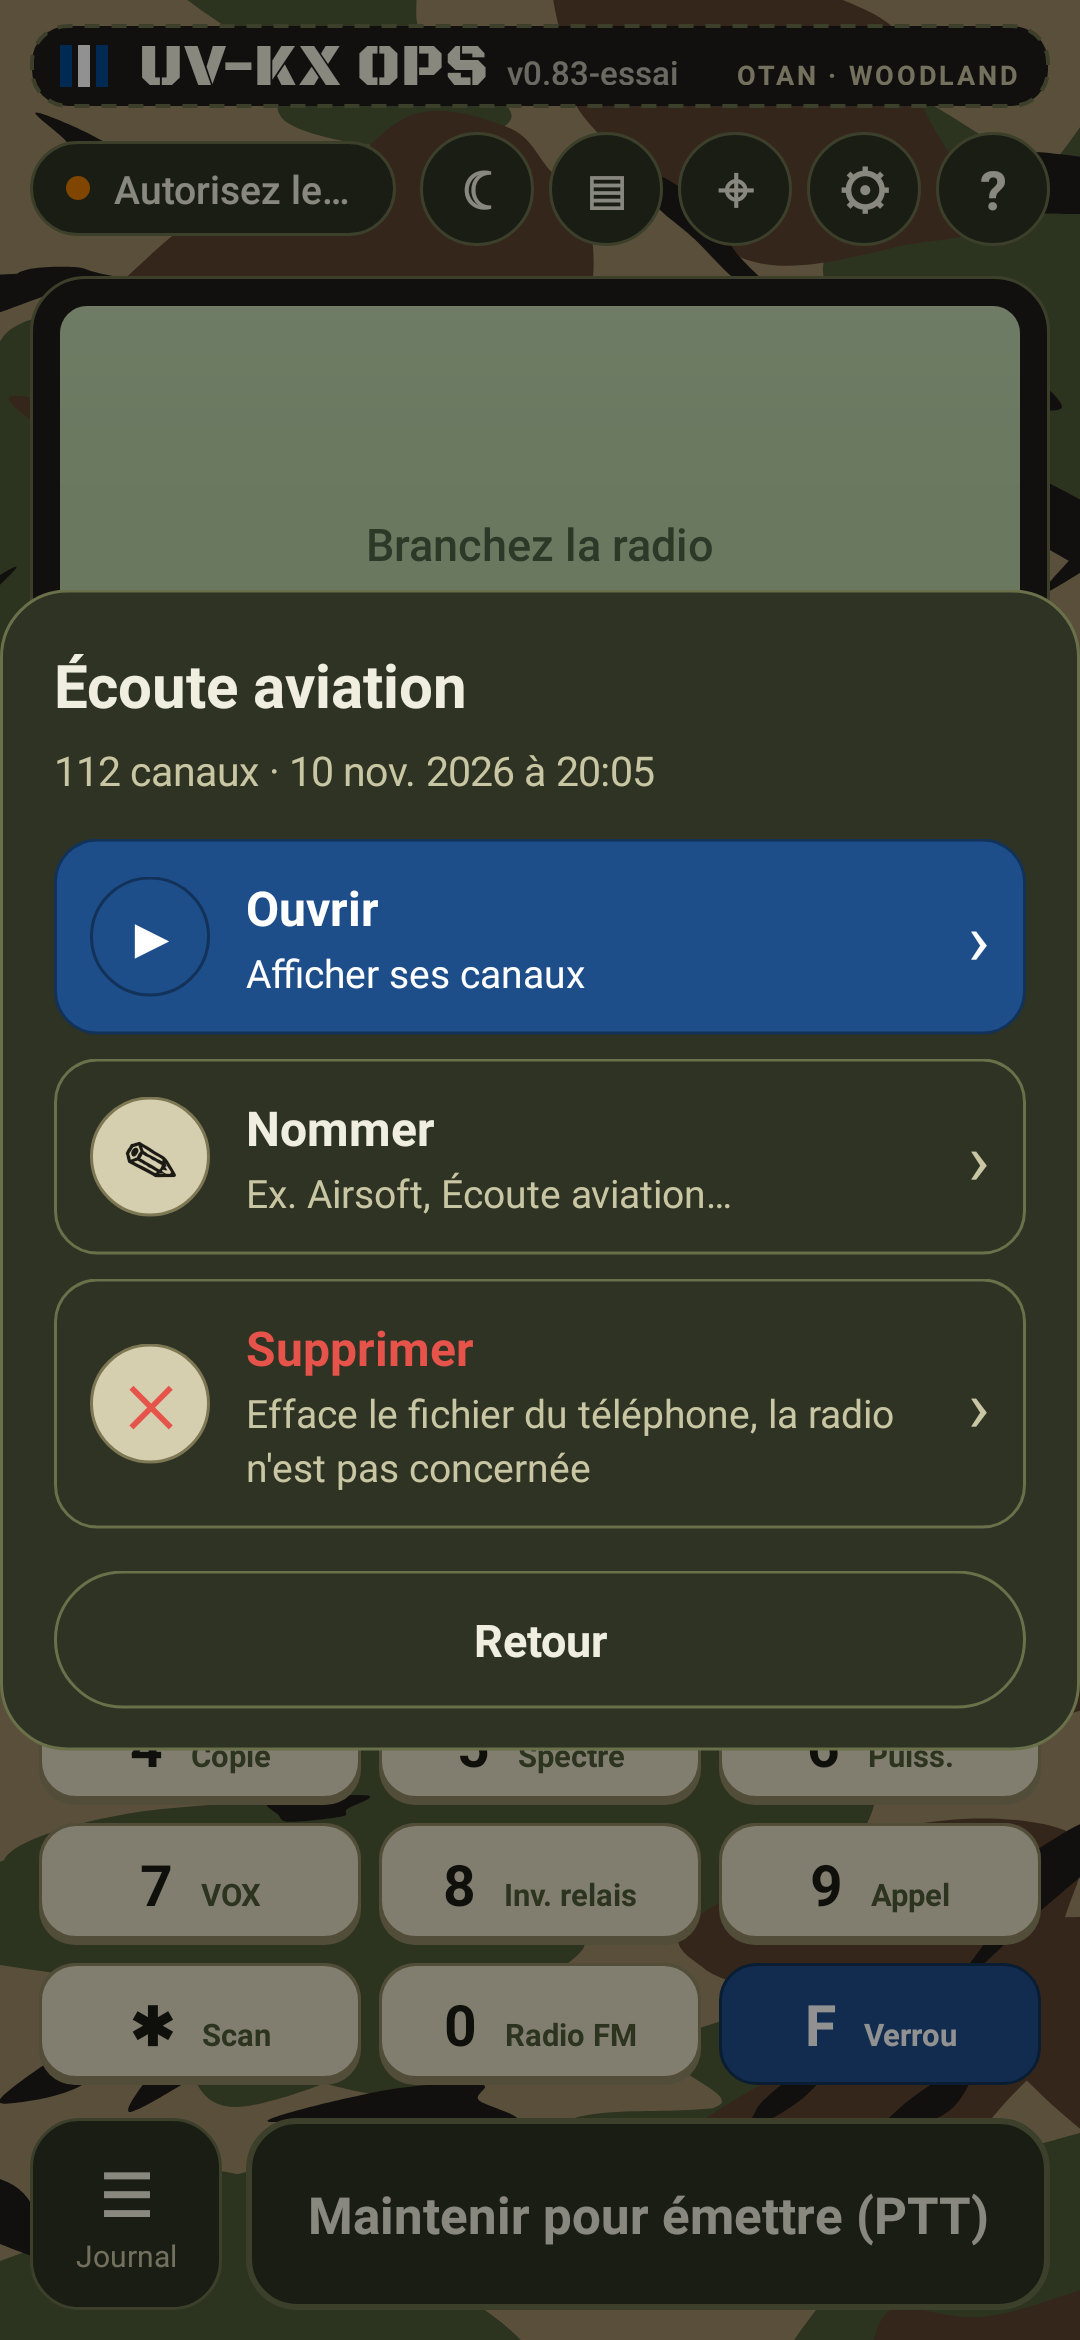 UV-KX OPS v0.83-essai OTAN · WOODLAND
Autorisez le…
?
Branchez la radio
Écoute aviation
112 canaux · 10 nov. 2026 à 20:05
Ouvrir
Afficher ses canaux
Nommer
Ex. Airsoft, Écoute aviation…
Supprimer
Efface le fichier du téléphone, la radio
n'est pas concernée
Retour
4 Copie 5 Spectre 6 Puiss.
7 VOX 8 Inv. relais 9 Appel
✱ Scan 0 Radio FM F Verrou
Journal
Maintenir pour émettre (PTT)